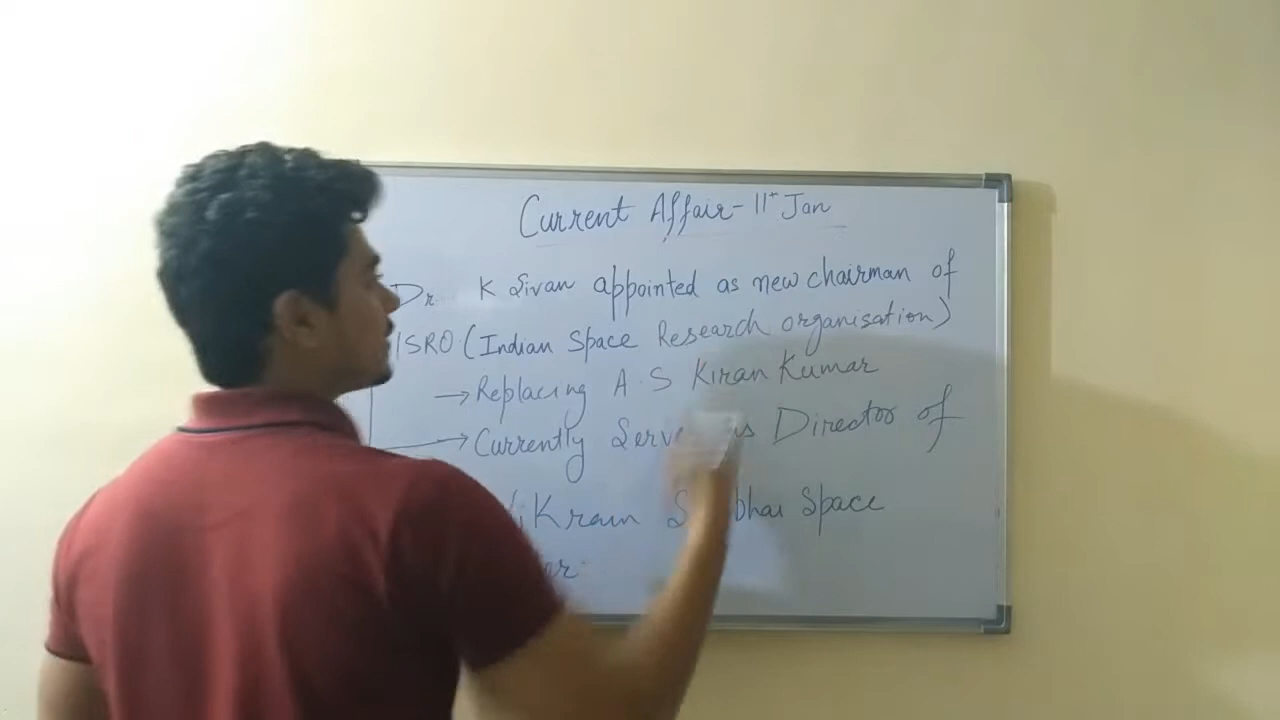 Current Affair - 11th Jan
Dr. K Sivan appointed as new chairman of
ISRO (Indian Space Research organisation)
→ Replacing A.S Kiran Kumar
→ Currently as Director of
Space